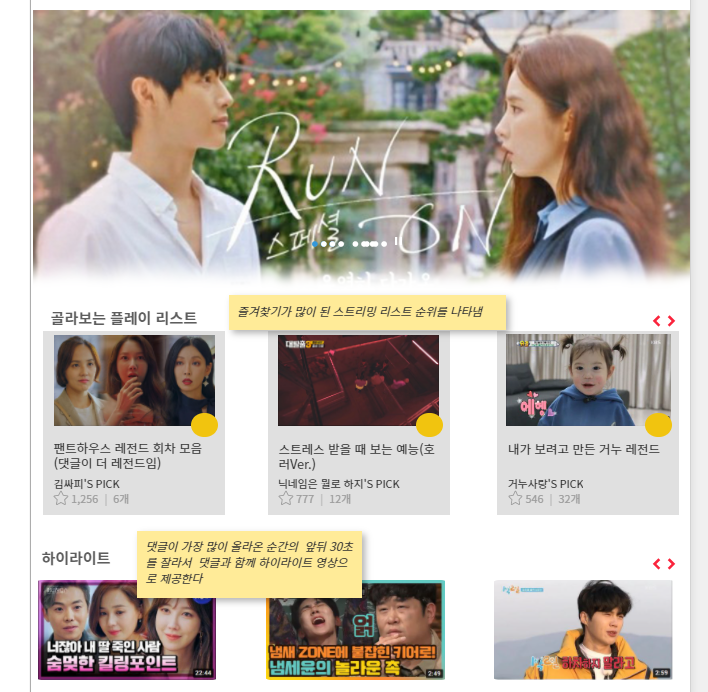 RUN
스페셜 ON
즐겨찾기가 많이 된 스트리밍 리스트 순위를 나타냄
골라보는 플레이 리스트
팬트하우스 레전드 회차 모음
(댓글이 더 레전드임)
김싸피'S PICK
1,256 | 6개
스트레스 받을 때 보는 예능(호
러Ver.)
닉네임은 뭘로 하지'S PICK
777 | 12개
에헷
내가 보려고 만든 거누 레전드
거누사랑'S PICK
546 | 32개
댓글이 가장 많이 올라온 순간의 앞뒤 30초
를 잘라서 댓글과 함께 하이라이트 영상으
로 제공한다
하이라이트
너잖아 내 딸 죽인 사람
숨멎한 킬링포인트
22:44
읽
냄새 ZONE에 붙잡힌 키어로!
냄세윤의 놀라운 촉
2:49
2:59